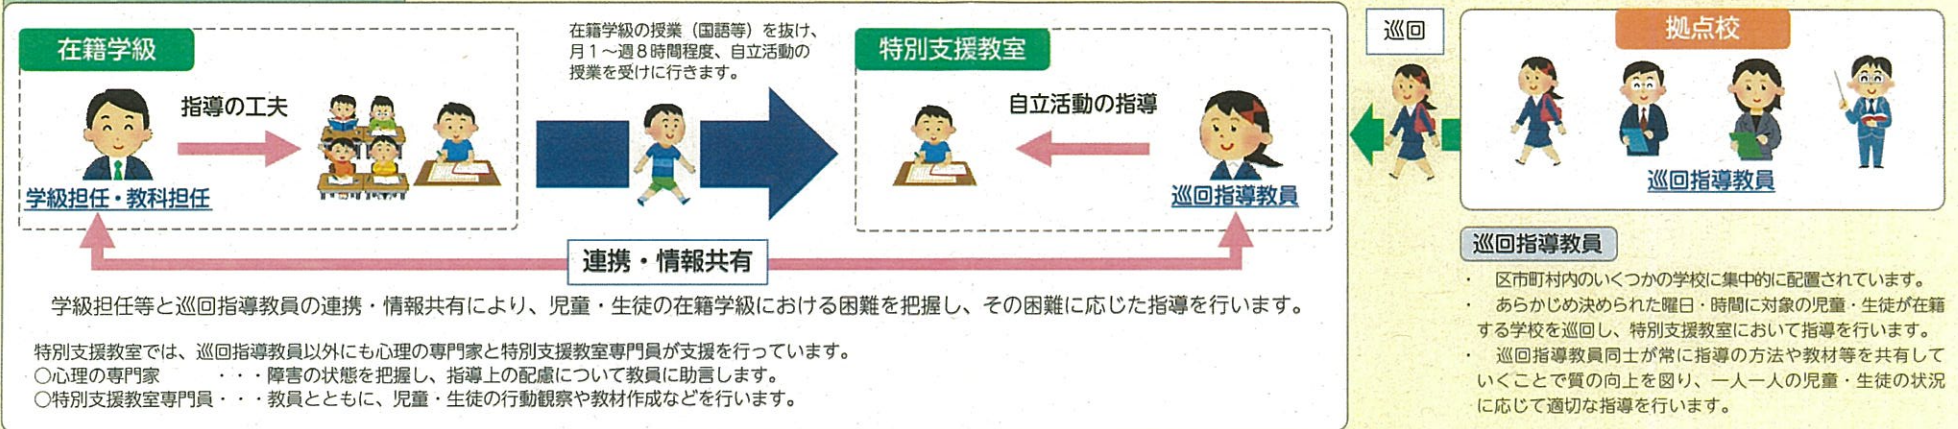 在籍学級
指導の工夫
学級担任・教科担任
在籍学級の授業（国語等）を抜け、
月１～週８時間程度、自立活動の
授業を受けに行きます。
特別支援教室
自立活動の指導
巡回指導教員
連携・情報共有
学級担任等と巡回指導教員の連携・情報共有により、児童・生徒の在籍学級における困難を把握し、その困難に応じた指導を行います。
特別支援教室では、巡回指導教員以外にも心理の専門家と特別支援教室専門員が支援を行っています。
○心理の専門家　　　・・・障害の状態を把握し、指導上の配慮について教員に助言します。
○特別支援教室専門員・・・教員とともに、児童・生徒の行動観察や教材作成などを行います。
巡回
拠点校
巡回指導教員
巡回指導教員
・　区市町村内のいくつかの学校に集中的に配置されています。
・　あらかじめ決められた曜日・時間に対象の児童・生徒が在籍
する学校を巡回し、特別支援教室において指導を行います。
・　巡回指導教員同士が常に指導の方法や教材等を共有して
いくことで質の向上を図り、一人一人の児童・生徒の状況
に応じて適切な指導を行います。